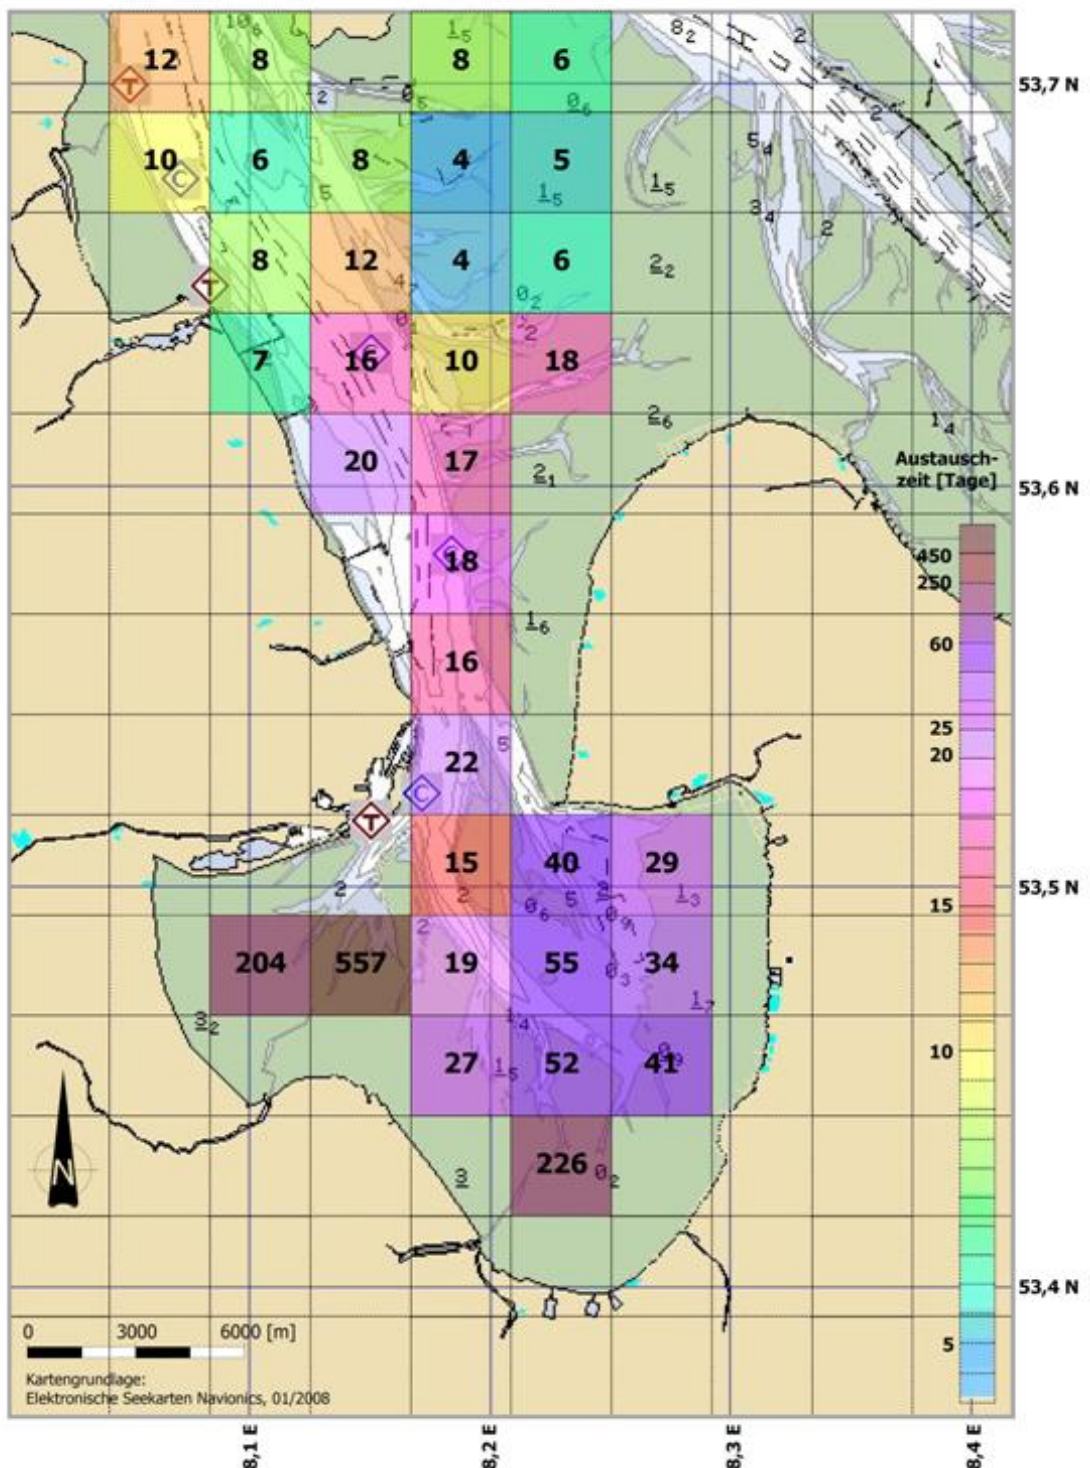 12 8 8 6
53,7 N
10 6 8 4 5
8 12 4 6
7 16 10 18
20 17
Austausch-
zeit [Tage]
53,6 N
18
450
250
16
60
22
25
20
15 40 29
53,5 N
15
204 557 19 55 34
27 52 41
10
226
N
53,4 N
0 3000 6000 [m]
5
Kartengrundlage:
Elektronische Seekarten Navionics, 01/2008
8,1 E 8,2 E 8,3 E 8,4 E